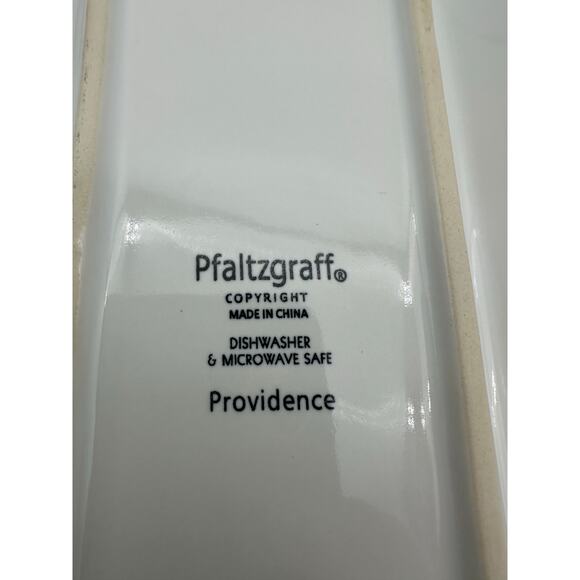 Pfaltzgraff®
COPYRIGHT
MADE IN CHINA
DISHWASHER
& MICROWAVE SAFE
Providence